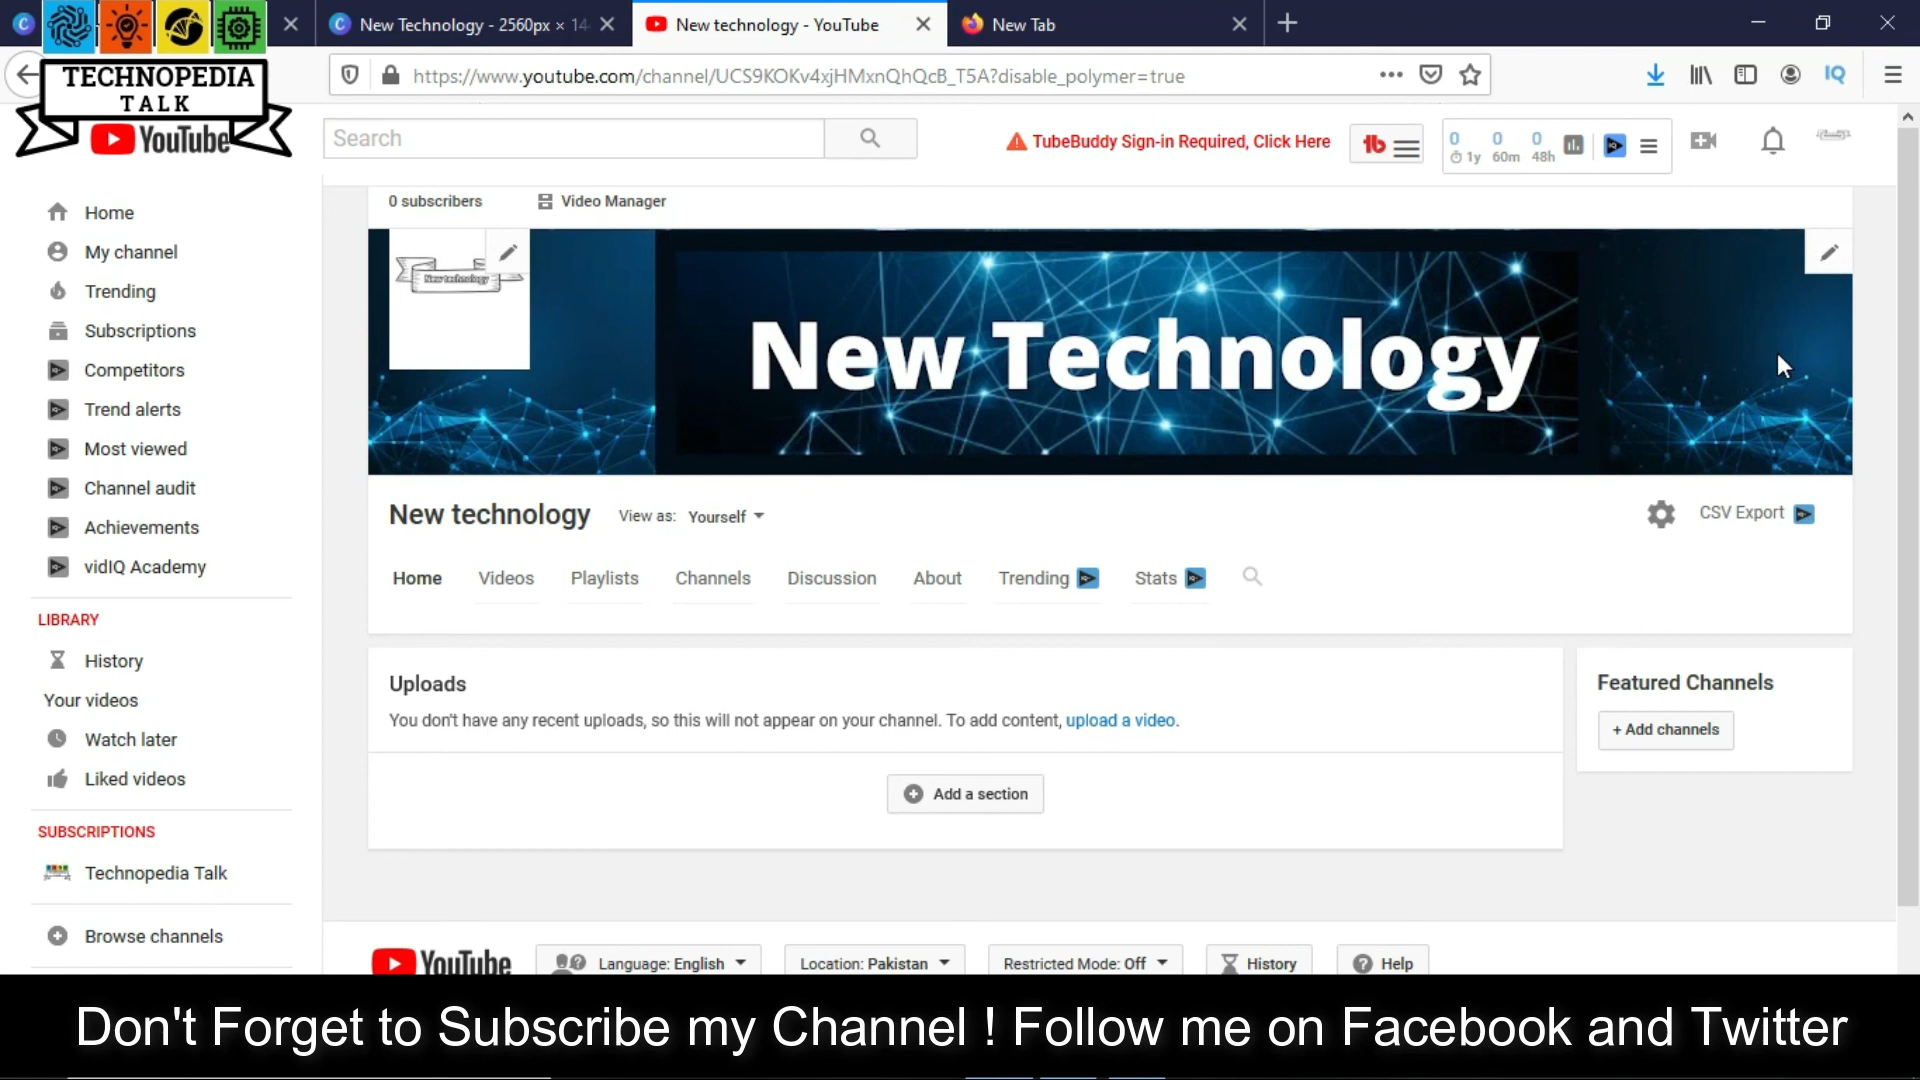 New Technology - 2560px × 14
New technology - YouTube
New Tab
TECHNOPEDIA
TALK
https://www.youtube.com/channel/UCS9KOKv4xjHMxnQhQcB_T5A?disable_polymer=true
IQ
YouTube
Search
TubeBuddy Sign-in Required, Click Here
0 0 0
1y 60m 48h
0 subscribers
Video Manager
New technology
New Technology
New technology
View as: Yourself
CSV Export
Home
Videos
Playlists
Channels
Discussion
About
Trending
Stats
Home
My channel
Trending
Subscriptions
Competitors
Trend alerts
Most viewed
Channel audit
Achievements
vidIQ Academy
LIBRARY
History
Your videos
Watch later
Liked videos
SUBSCRIPTIONS
Technopedia Talk
Browse channels
Uploads
You don't have any recent uploads, so this will not appear on your channel. To add content, upload a video.
Add a section
Featured Channels
+ Add channels
YouTube
Language: English
Location: Pakistan
Restricted Mode: Off
History
Help
Don't Forget to Subscribe my Channel ! Follow me on Facebook and Twitter